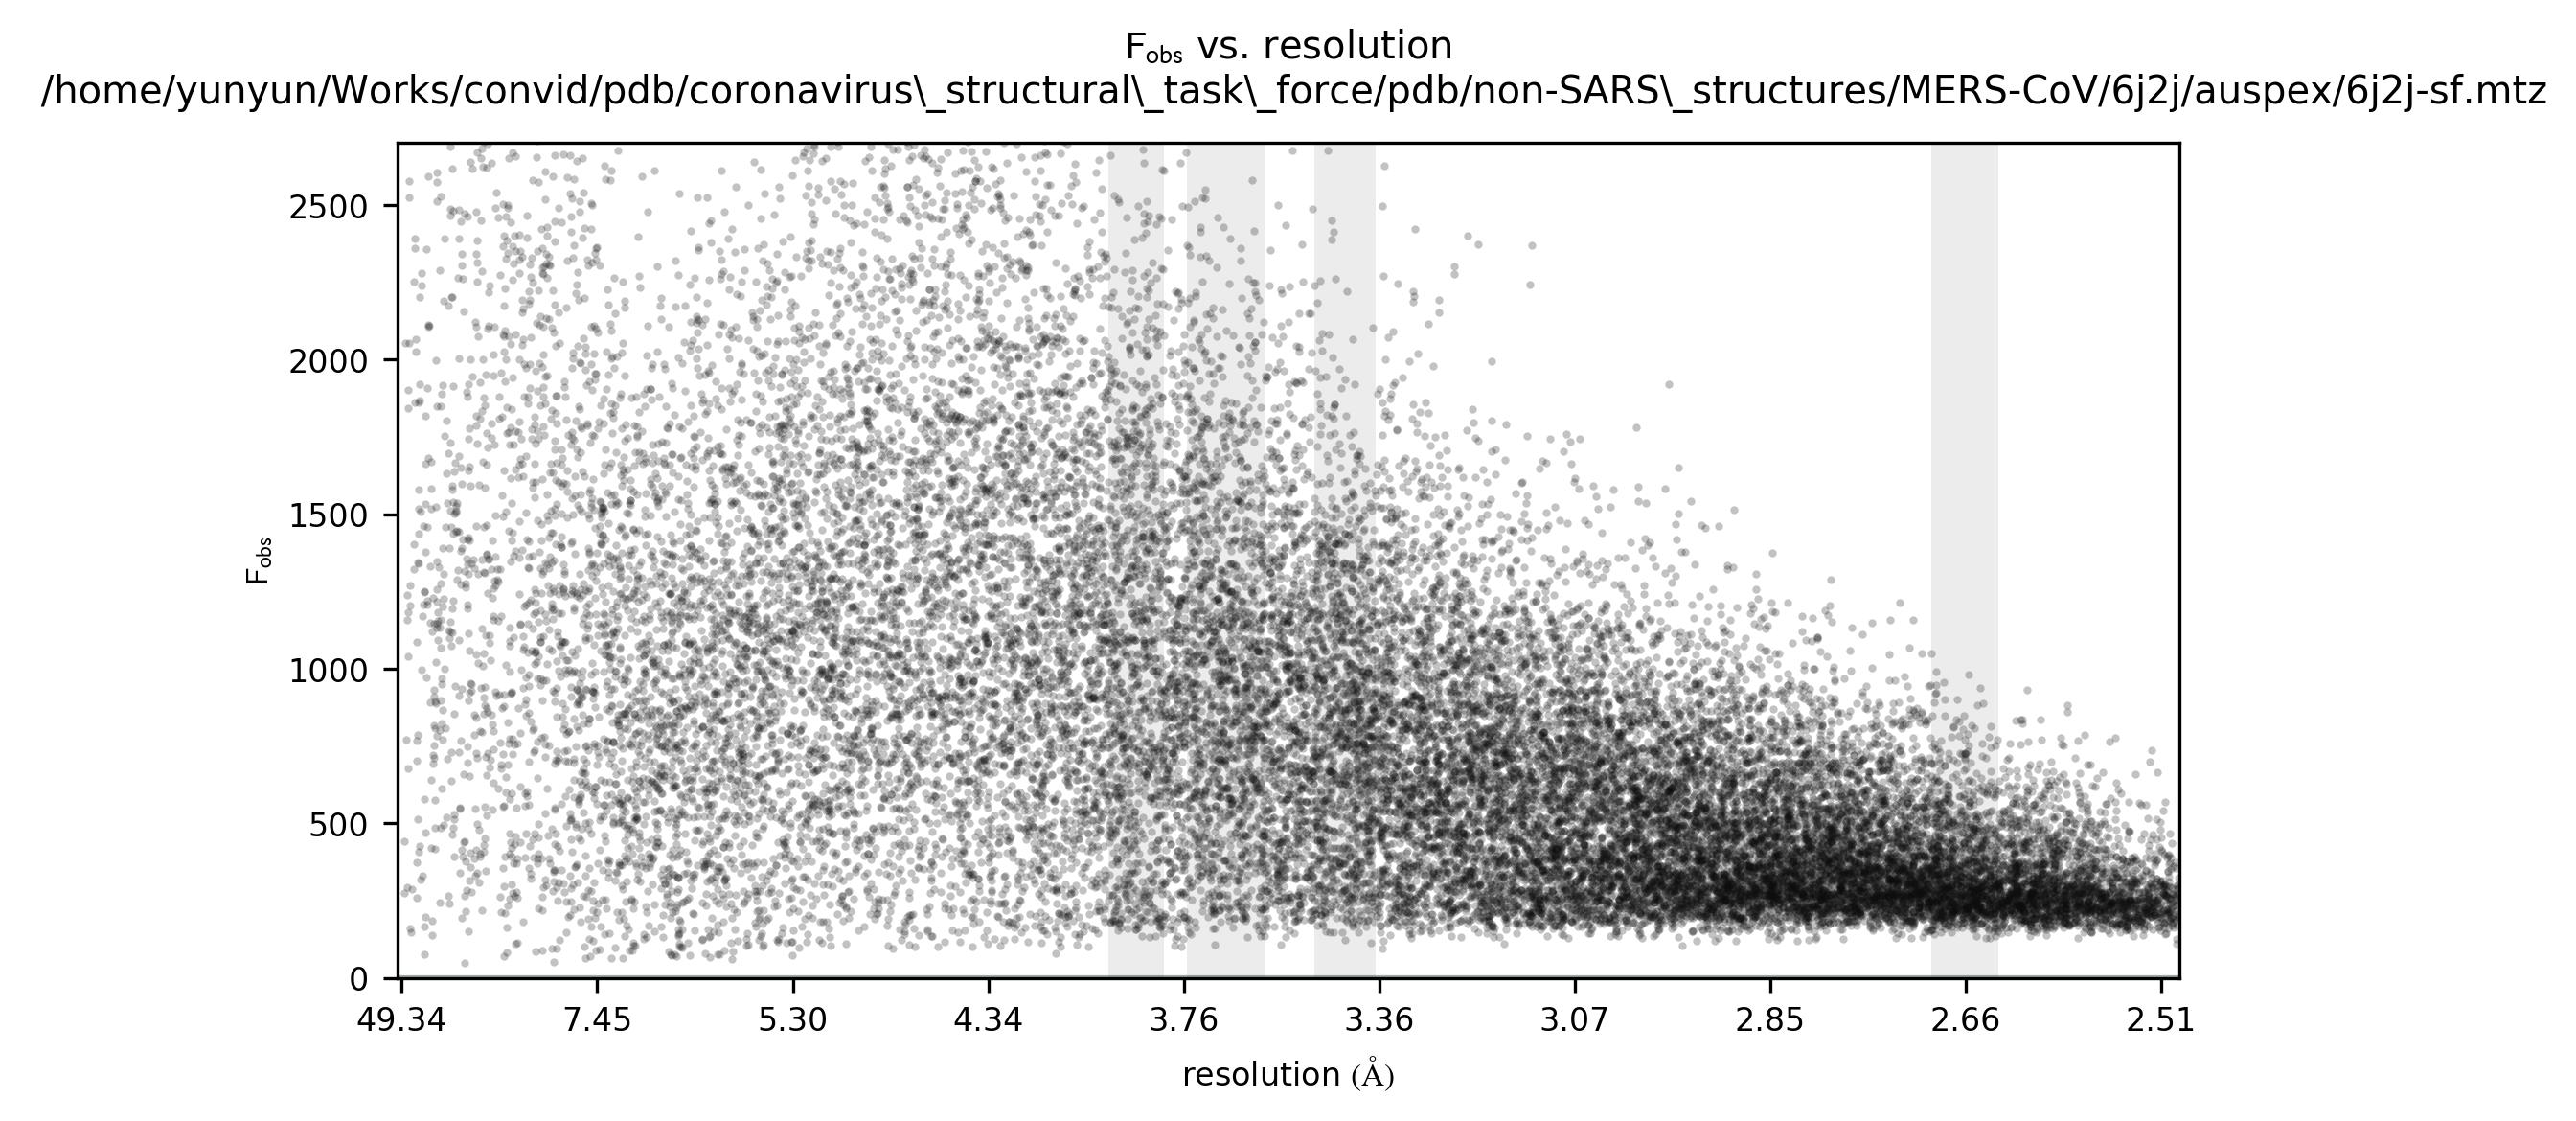 Fobs vs. resolution
/home/yunyun/Works/convid/pdb/coronavirus\_structural\_task\_force/pdb/non-SARS\_structures/MERS-CoV/6j2j/auspex/6j2j-sf.mtz
Fobs
2500
2000
1500
1000
500
0
49.34 7.45 5.30 4.34 3.76 3.36 3.07 2.85 2.66 2.51
resolution (Å)